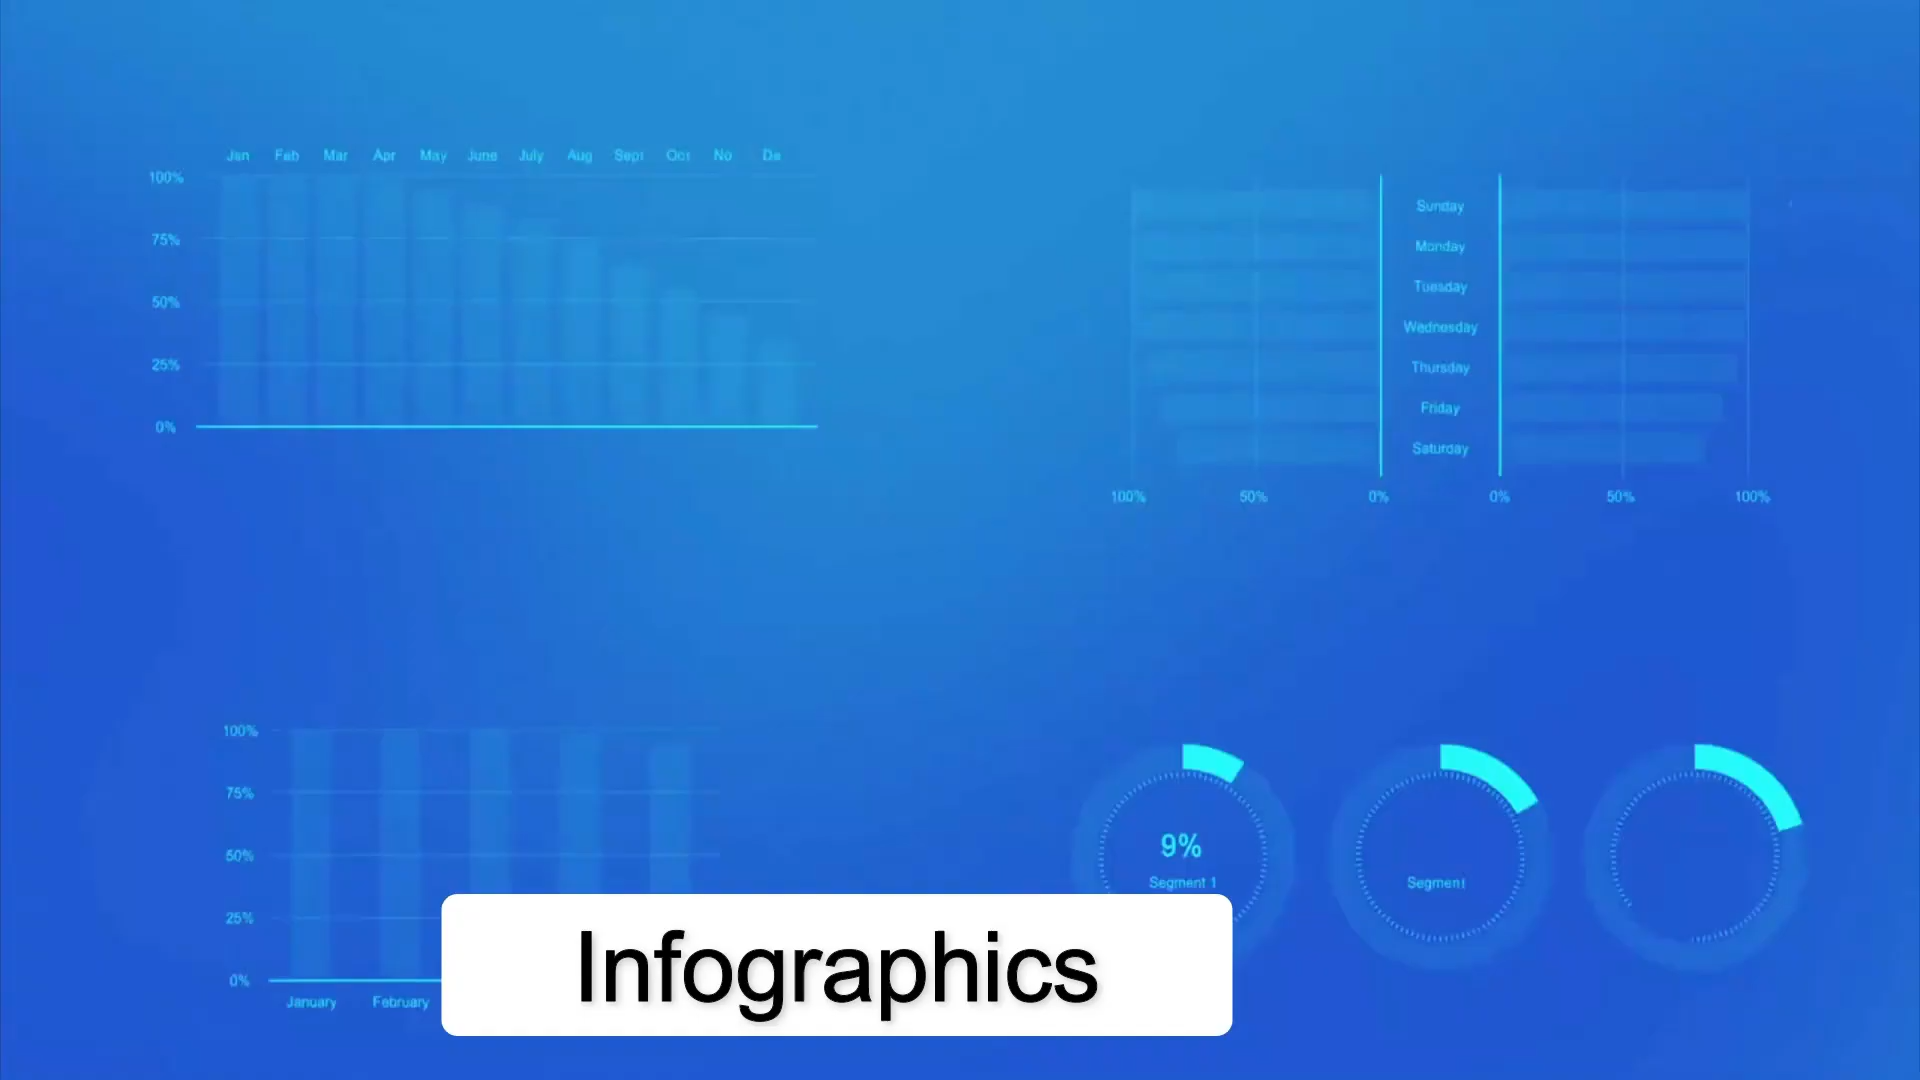 Jan Feb Mar Apr May June July Aug Sept Oct No De
100%
75%
50%
25%
0%
Sunday
Monday
Tuesday
Wednesday
Thursday
Friday
Saturday
100% 50% 0% 0% 50% 100%
100%
75%
50%
25%
0%
January February
9%
Segment 1
Segment
Infographics